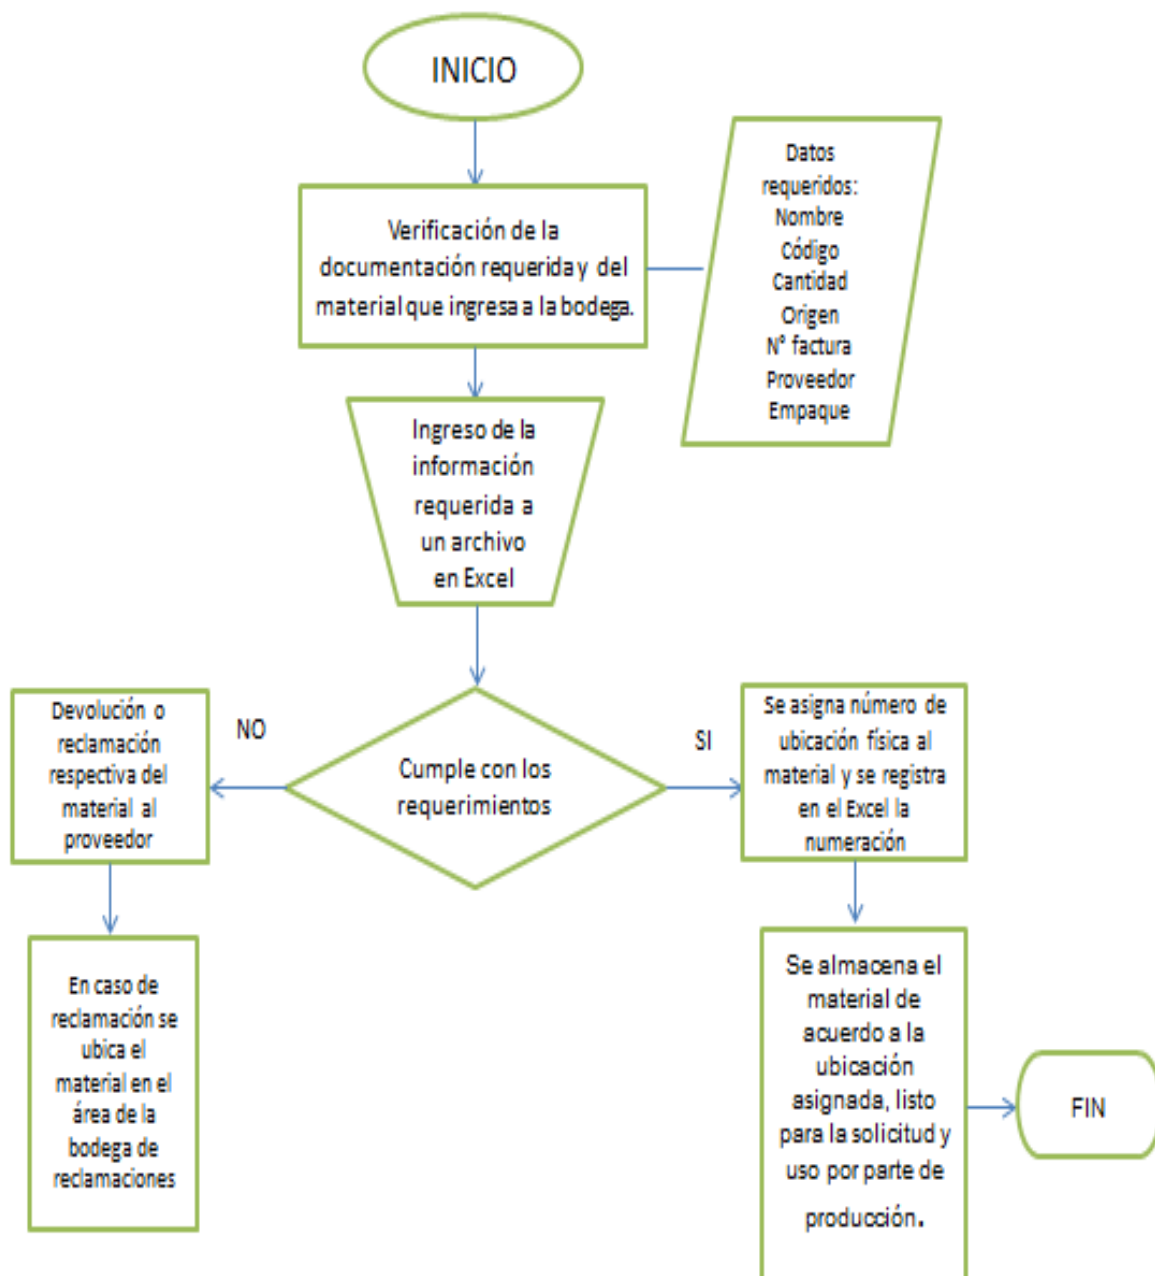 INICIO
Verificación de la
documentación requerida y del
material que ingresa a la bodega.
Datos
requeridos:
Nombre
Código
Cantidad
Origen
N° factura
Proveedor
Empaque
Ingreso de la
información
requerida a
un archivo
en Excel
Cumple con los
requerimientos
NO
Devolución o
reclamación
respectiva del
material al
proveedor
En caso de
reclamación se
ubica el
material en el
área de la
bodega de
reclamaciones
SI
Se asigna número de
ubicación física al
material y se registra
en el Excel la
numeración
Se almacena el
material de
acuerdo a la
ubicación
asignada, listo
para la solicitud y
uso por parte de
producción.
FIN